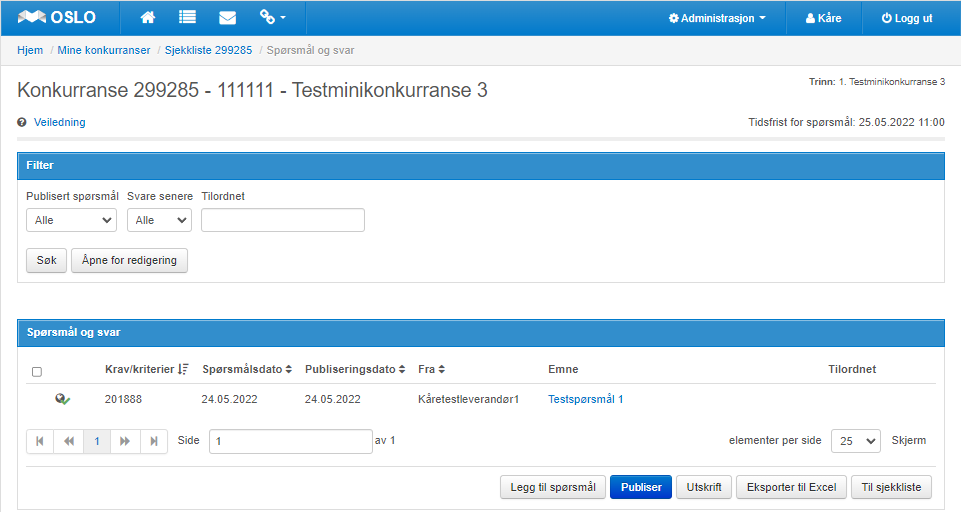 OSLO Administrasjon Kåre Logg ut
Hjem / Mine konkurranser / Sjekkliste 299285 / Spørsmål og svar
Trinn: 1. Testminikonkurranse 3
Konkurranse 299285 - 111111 - Testminikonkurranse 3
Veiledning Tidsfrist for spørsmål: 25.05.2022 11:00
Filter
Publisert spørsmål Svare senere Tilordnet
Alle Alle
Søk Åpne for redigering
Spørsmål og svar
Krav/kriterier Spørsmålsdato Publiseringsdato Fra Emne Tilordnet
201888 24.05.2022 24.05.2022 Kåretestleverandør1 Testspørsmål 1
1 Side 1 av 1 elementer per side 25 Skjerm
Legg til spørsmål Publiser Utskrift Eksporter til Excel Til sjekkliste